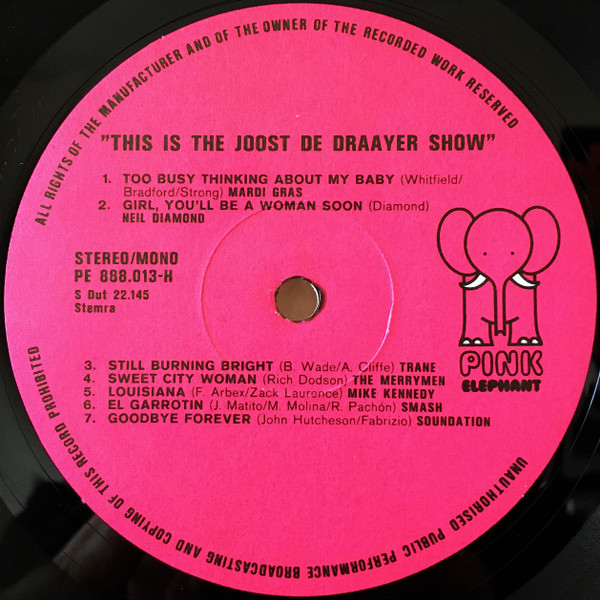 ALL RIGHTS OF THE MANUFACTURER AND OF THE OWNER OF THE RECORDED WORK RESERVED
"THIS IS THE JOOST DE DRAAYER SHOW"
1. TOO BUSY THINKING ABOUT MY BABY (Whitfield/
Bradford/Strong) MARDI GRAS
2. GIRL, YOU'LL BE A WOMAN SOON (Diamond)
NEIL DIAMOND
STEREO/MONO
PE 888.013-H
S Dut 22.145
Stemra
PINK
ELEPHANT
3. STILL BURNING BRIGHT (B. Wade/A. Cliffe) TRANE
4. SWEET CITY WOMAN (Rich Dodson) THE MERRYMEN
5. LOUISIANA (F. Arbex/Zack Laurence) MIKE KENNEDY
6. EL GARROTIN (J. Matito/M. Molina/R. Pachón) SMASH
7. GOODBYE FOREVER (John Hutcheson/Fabrizio) SOUNDATION
UNAUTHORISED PUBLIC PERFORMANCE BROADCASTING AND COPYING OF THIS RECORD PROHIBITED